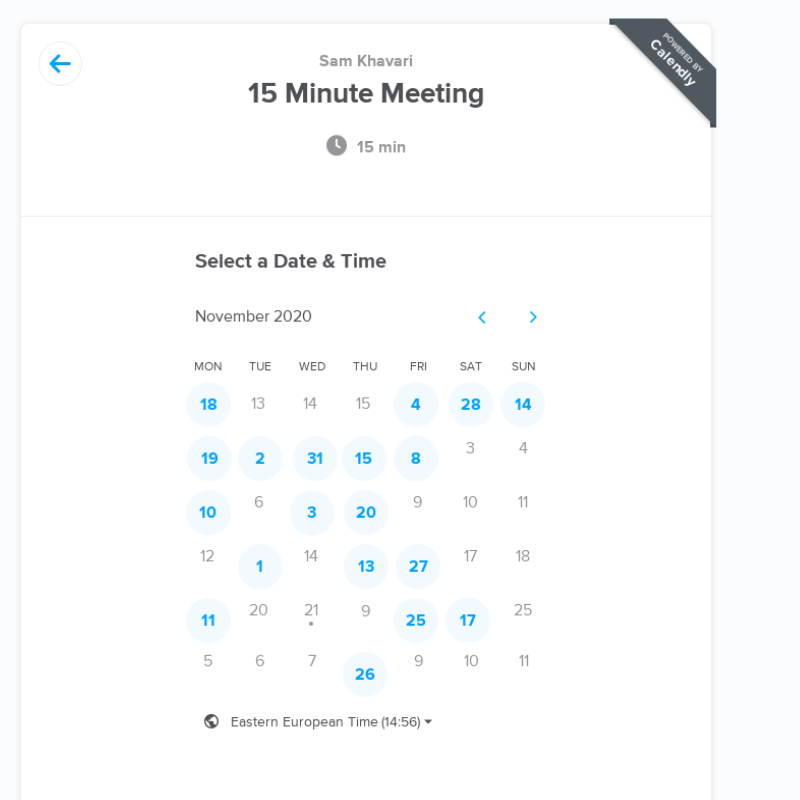 POWERED BY
Calendly
Sam Khavari
15 Minute Meeting
15 min
Select a Date & Time
November 2020
MON TUE WED THU FRI SAT SUN
18 13 14 15 4 28 14
19 2 31 15 8 3 4
10 6 3 20 9 10 11
12 1 14 13 27 17 18
11 20 21 9 25 17 25
5 6 7 26 9 10 11
Eastern European Time (14:56)